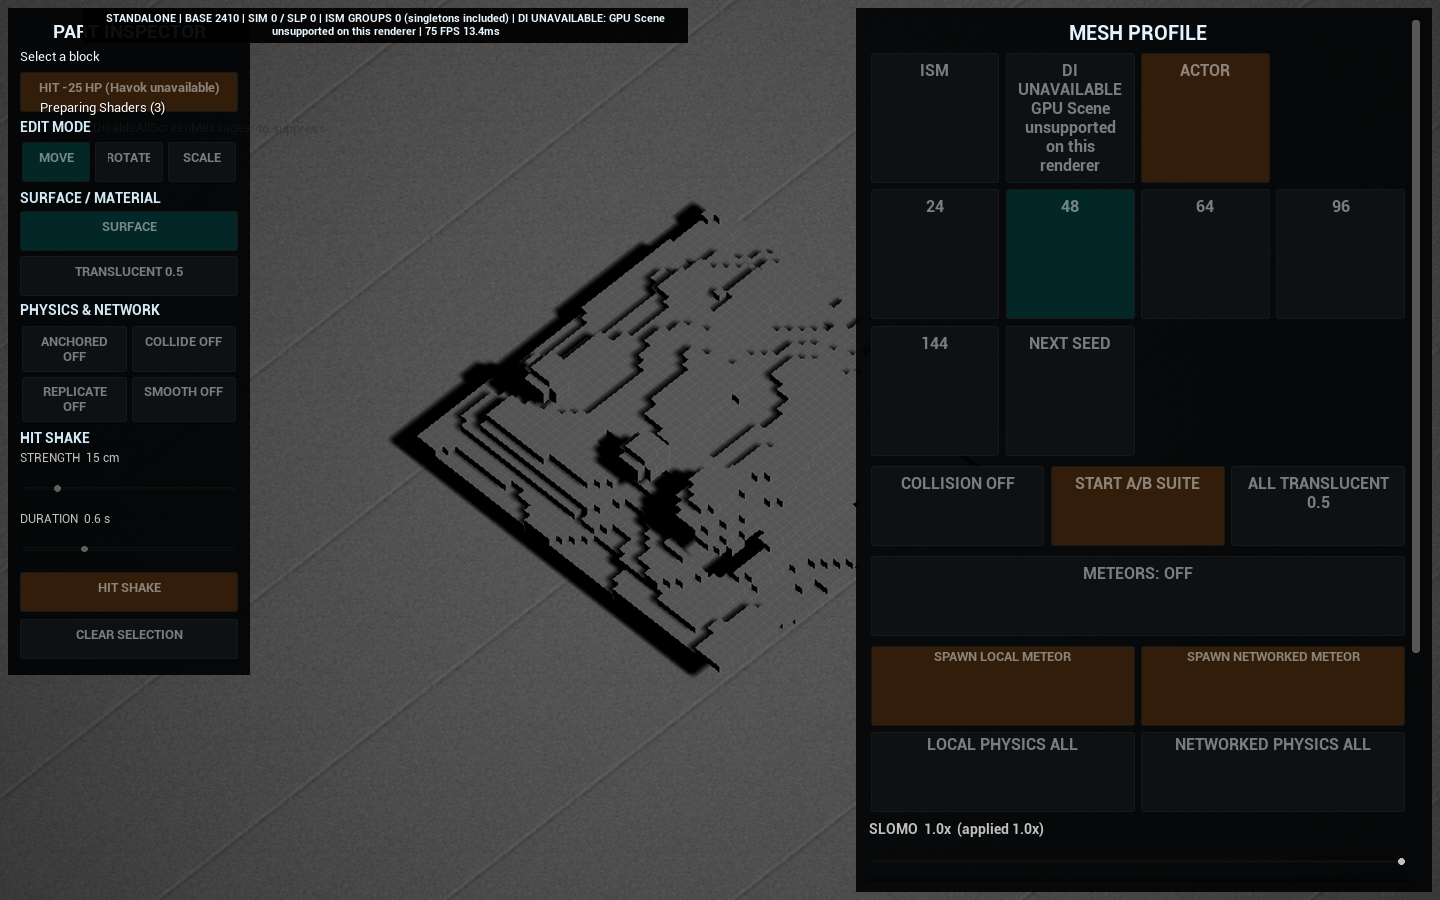 STANDALONE | BASE 2410 | SIM 0 / SLP 0 | ISM GROUPS 0 (singletons included) | DI UNAVAILABLE: GPU Scene
unsupported on this renderer | 75 FPS 13.4ms
PART INSPECTOR
Select a block
HIT -25 HP (Havok unavailable)
Preparing Shaders (3)
DisableAllScreenMessages' to suppress
EDIT MODE
MOVE
ROTATE
SCALE
SURFACE / MATERIAL
SURFACE
TRANSLUCENT 0.5
PHYSICS & NETWORK
ANCHORED
OFF
COLLIDE OFF
REPLICATE
OFF
SMOOTH OFF
HIT SHAKE
STRENGTH 15 cm
DURATION 0.6 s
HIT SHAKE
CLEAR SELECTION
MESH PROFILE
ISM
DI
UNAVAILABLE
GPU Scene
unsupported
on this
renderer
ACTOR
24
48
64
96
144
NEXT SEED
COLLISION OFF
START A/B SUITE
ALL TRANSLUCENT
0.5
METEORS: OFF
SPAWN LOCAL METEOR
SPAWN NETWORKED METEOR
LOCAL PHYSICS ALL
NETWORKED PHYSICS ALL
SLOMO 1.0x (applied 1.0x)